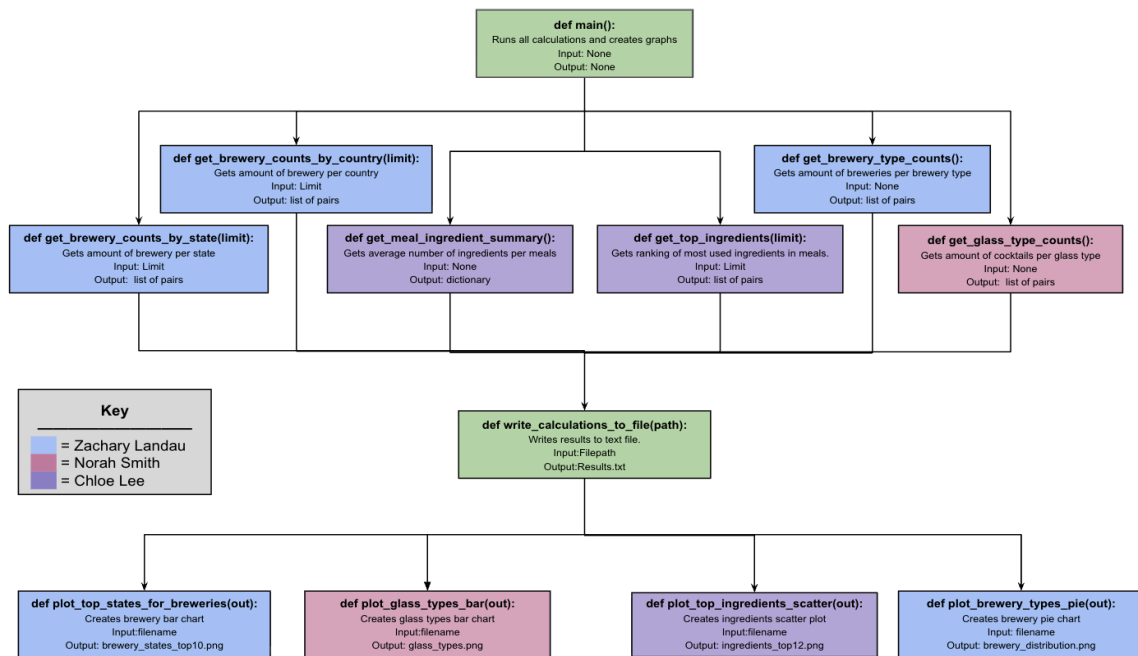 def main():
Runs all calculations and creates graphs
Input: None
Output: None
def get_brewery_counts_by_country(limit):
Gets amount of brewery per country
Input: Limit
Output: list of pairs
def get_brewery_type_counts():
Gets amount of breweries per brewery type
Input: None
Output: list of pairs
def get_brewery_counts_by_state(limit):
Gets amount of brewery per state
Input: Limit
Output: list of pairs
def get_meal_ingredient_summary():
Gets average number of ingredients per meals
Input: None
Output: dictionary
def get_top_ingredients(limit):
Gets ranking of most used ingredients in meals.
Input: Limit
Output: list of pairs
def get_glass_type_counts():
Gets amount of cocktails per glass type
Input: None
Output: list of pairs
Key
= Zachary Landau
= Norah Smith
= Chloe Lee
def write_calculations_to_file(path):
Writes results to text file.
Input:Filepath
Output:Results.txt
def plot_top_states_for_breweries(out):
Creates brewery bar chart
Input:filename
Output: brewery_states_top10.png
def plot_glass_types_bar(out):
Creates glass types bar chart
Input:filename
Output: glass_types.png
def plot_top_ingredients_scatter(out):
Creates ingredients scatter plot
Input:filename
Output: ingredients_top12.png
def plot_brewery_types_pie(out):
Creates brewery pie chart
Input: filename
Output: brewery_distribution.png